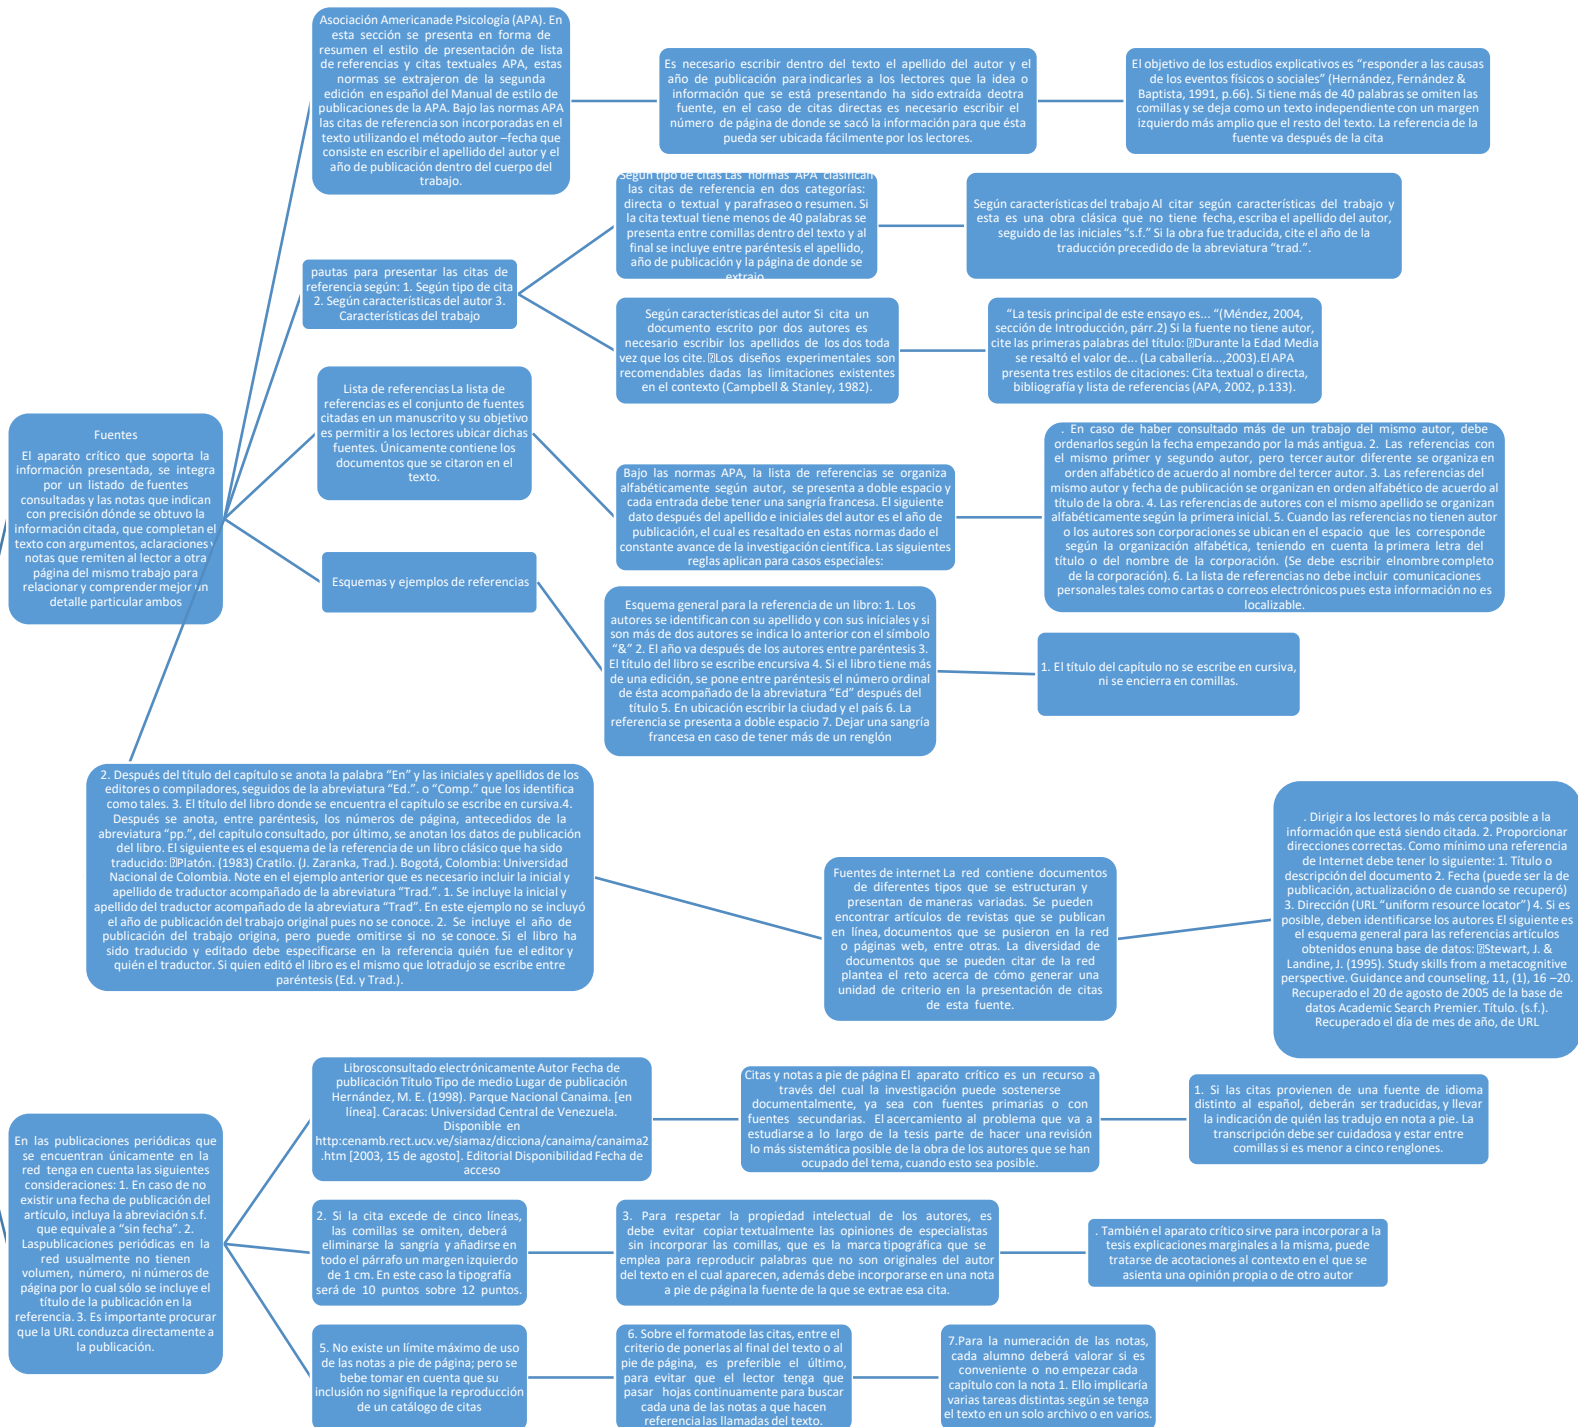 Asociación Americanade Psicología (APA). En
esta sección se presenta en forma de
resumen el estilo de presentación de lista
de referencias y citas textuales APA, estas
normas se extrajeron de la segunda
edición en español del Manual de estilo de
publicaciones de la APA. Bajo las normas APA
las citas de referencia son incorporadas en el
texto utilizando el método autor –fecha que
consiste en escribir el apellido del autor y el
año de publicación dentro del cuerpo del
trabajo.
Es necesario escribir dentro del texto el apellido del autor y el
año de publicación para indicarles a los lectores que la idea o
información que se está presentando ha sido extraída deotra
fuente, en el caso de citas directas es necesario escribir el
número de página de donde se sacó la información para que ésta
pueda ser ubicada fácilmente por los lectores.
El objetivo de los estudios explicativos es “responder a las causas
de los eventos físicos o sociales” (Hernández, Fernández &
Baptista, 1991, p.66). Si tiene más de 40 palabras se omiten las
comillas y se deja como un texto independiente con un margen
izquierdo más amplio que el resto del texto. La referencia de la
fuente va después de la cita
pautas para presentar las citas de
referencia según: 1. Según tipo de cita
2. Según características del autor 3.
Características del trabajo
Según tipo de citas Las normas APA clasifican
las citas de referencia en dos categorías:
directa o textual y parafraseo o resumen. Si
la cita textual tiene menos de 40 palabras se
presenta entre comillas dentro del texto y al
final se incluye entre paréntesis el apellido,
año de publicación y la página de donde se
extrajo.
Según características del trabajo Al citar según características del trabajo y
esta es una obra clásica que no tiene fecha, escriba el apellido del autor,
seguido de las iniciales “s.f.” Si la obra fue traducida, cite el año de la
traducción precedido de la abreviatura “trad.”.
Según características del autor Si cita un
documento escrito por dos autores es
necesario escribir los apellidos de los dos toda
vez que los cite. Los diseños experimentales son
recomendables dadas las limitaciones existentes
en el contexto (Campbell & Stanley, 1982).
“La tesis principal de este ensayo es... “(Méndez, 2004,
sección de Introducción, párr.2) Si la fuente no tiene autor,
cite las primeras palabras del título: Durante la Edad Media
se resaltó el valor de... (La caballería...,2003).El APA
presenta tres estilos de citaciones: Cita textual o directa,
bibliografía y lista de referencias (APA, 2002, p.133).
Fuentes
El aparato crítico que soporta la
información presentada, se integra
por un listado de fuentes
consultadas y las notas que indican
con precisión dónde se obtuvo la
información citada, que completan el
texto con argumentos, aclaraciones y
notas que remiten al lector a otra
página del mismo trabajo para
relacionar y comprender mejor un
detalle particular ambos
Lista de referencias La lista de
referencias es el conjunto de fuentes
citadas en un manuscrito y su objetivo
es permitir a los lectores ubicar dichas
fuentes. Únicamente contiene los
documentos que se citaron en el
texto.
Bajo las normas APA, la lista de referencias se organiza
alfabéticamente según autor, se presenta a doble espacio y
cada entrada debe tener una sangría francesa. El siguiente
dato después del apellido e iniciales del autor es el año de
publicación, el cual es resaltado en estas normas dado el
constante avance de la investigación científica. Las siguientes
reglas aplican para casos especiales:
. En caso de haber consultado más de un trabajo del mismo autor, debe
ordenarlos según la fecha empezando por la más antigua. 2. Las referencias con
el mismo primer y segundo autor, pero tercer autor diferente se organiza en
orden alfabético de acuerdo al nombre del tercer autor. 3. Las referencias del
mismo autor y fecha de publicación se organizan en orden alfabético de acuerdo al
título de la obra. 4. Las referencias de autores con el mismo apellido se organizan
alfabéticamente según la primera inicial. 5. Cuando las referencias no tienen autor
o los autores son corporaciones se ubican en el espacio que les corresponde
según la organización alfabética, teniendo en cuenta la primera letra del
título o del nombre de la corporación. (Se debe escribir elnombre completo
de la corporación). 6. La lista de referencias no debe incluir comunicaciones
personales tales como cartas o correos electrónicos pues esta información no es
localizable.
Esquemas y ejemplos de referencias
Esquema general para la referencia de un libro: 1. Los
autores se identifican con su apellido y con sus iníciales y si
son más de dos autores se indica lo anterior con el símbolo
“&” 2. El año va después de los autores entre paréntesis 3.
El título del libro se escribe encursiva 4. Si el libro tiene más
de una edición, se pone entre paréntesis el número ordinal
de ésta acompañado de la abreviatura “Ed” después del
título 5. En ubicación escribir la ciudad y el país 6. La
referencia se presenta a doble espacio 7. Dejar una sangría
francesa en caso de tener más de un renglón
1. El título del capítulo no se escribe en cursiva,
ni se encierra en comillas.
2. Después del título del capítulo se anota la palabra “En” y las iniciales y apellidos de los
editores o compiladores, seguidos de la abreviatura “Ed.”. o “Comp.” que los identifica
como tales. 3. El título del libro donde se encuentra el capítulo se escribe en cursiva.4.
Después se anota, entre paréntesis, los números de página, antecedidos de la
abreviatura “pp.”, del capítulo consultado, por último, se anotan los datos de publicación
del libro. El siguiente es el esquema de la referencia de un libro clásico que ha sido
traducido: Platón. (1983) Cratilo. (J. Zaranka, Trad.). Bogotá, Colombia: Universidad
Nacional de Colombia. Note en el ejemplo anterior que es necesario incluir la inicial y
apellido de traductor acompañado de la abreviatura “Trad.”. 1. Se incluye la inicial y
apellido del traductor acompañado de la abreviatura “Trad”. En este ejemplo no se incluyó
el año de publicación del trabajo original pues no se conoce. 2. Se incluye el año de
publicación del trabajo origina, pero puede omitirse si no se conoce. Si el libro ha
sido traducido y editado debe especificarse en la referencia quién fue el editor y
quién el traductor. Si quien editó el libro es el mismo que lotradujo se escribe entre
paréntesis (Ed. y Trad.).
Fuentes de internet La red contiene documentos
de diferentes tipos que se estructuran y
presentan de maneras variadas. Se pueden
encontrar artículos de revistas que se publican
en línea, documentos que se pusieron en la red
o páginas web, entre otras. La diversidad de
documentos que se pueden citar de la red
plantea el reto acerca de cómo generar una
unidad de criterio en la presentación de citas
de esta fuente.
. Dirigir a los lectores lo más cerca posible a la
información que está siendo citada. 2. Proporcionar
direcciones correctas. Como mínimo una referencia
de Internet debe tener lo siguiente: 1. Título o
descripción del documento 2. Fecha (puede ser la de
publicación, actualización o de cuando se recuperó)
3. Dirección (URL “uniform resource locator”) 4. Si es
posible, deben identificarse los autores El siguiente es
el esquema general para las referencias artículos
obtenidos enuna base de datos: Stewart, J. &
Landine, J. (1995). Study skills from a metacognitive
perspective. Guidance and counseling, 11, (1), 16 –20.
Recuperado el 20 de agosto de 2005 de la base de
datos Academic Search Premier. Título. (s.f.).
Recuperado el día de mes de año, de URL
En las publicaciones periódicas que
se encuentran únicamente en la
red tenga en cuenta las siguientes
consideraciones: 1. En caso de no
existir una fecha de publicación del
artículo, incluya la abreviación s.f.
que equivale a “sin fecha”. 2.
Laspublicaciones periódicas en la
red usualmente no tienen
volumen, número, ni números de
página por lo cual sólo se incluye el
título de la publicación en la
referencia. 3. Es importante procurar
que la URL conduzca directamente a
la publicación.
Librosconsultado electrónicamente Autor Fecha de
publicación Título Tipo de medio Lugar de publicación
Hernández, M. E. (1998). Parque Nacional Canaima. [en
línea]. Caracas: Universidad Central de Venezuela.
Disponible en
http:cenamb.rect.ucv.ve/siamaz/dicciona/canaima/canaima2
.htm [2003, 15 de agosto]. Editorial Disponibilidad Fecha de
acceso
Citas y notas a pie de página El aparato crítico es un recurso a
través del cual la investigación puede sostenerse
documentalmente, ya sea con fuentes primarias o con
fuentes secundarias. El acercamiento al problema que va a
estudiarse a lo largo de la tesis parte de hacer una revisión
lo más sistemática posible de la obra de los autores que se han
ocupado del tema, cuando esto sea posible.
1. Si las citas provienen de una fuente de idioma
distinto al español, deberán ser traducidas, y llevar
la indicación de quién las tradujo en nota a pie. La
transcripción debe ser cuidadosa y estar entre
comillas si es menor a cinco renglones.
2. Si la cita excede de cinco líneas,
las comillas se omiten, deberá
eliminarse la sangría y añadirse en
todo el párrafo un margen izquierdo
de 1 cm. En este caso la tipografía
será de 10 puntos sobre 12 puntos.
3. Para respetar la propiedad intelectual de los autores, es
debe evitar copiar textualmente las opiniones de especialistas
sin incorporar las comillas, que es la marca tipográfica que se
emplea para reproducir palabras que no son originales del autor
del texto en el cual aparecen, además debe incorporarse en una nota
a pie de página la fuente de la que se extrae esa cita.
. También el aparato crítico sirve para incorporar a la
tesis explicaciones marginales a la misma, puede
tratarse de acotaciones al contexto en el que se
asienta una opinión propia o de otro autor
5. No existe un límite máximo de uso
de las notas a pie de página; pero se
bebe tomar en cuenta que su
inclusión no signifique la reproducción
de un catálogo de citas
6. Sobre el formatode las citas, entre el
criterio de ponerlas al final del texto o al
pie de página, es preferible el último,
para evitar que el lector tenga que
pasar hojas continuamente para buscar
cada una de las notas a que hacen
referencia las llamadas del texto.
7.Para la numeración de las notas,
cada alumno deberá valorar si es
conveniente o no empezar cada
capítulo con la nota 1. Ello implicaría
varias tareas distintas según se tenga
el texto en un solo archivo o en varios.